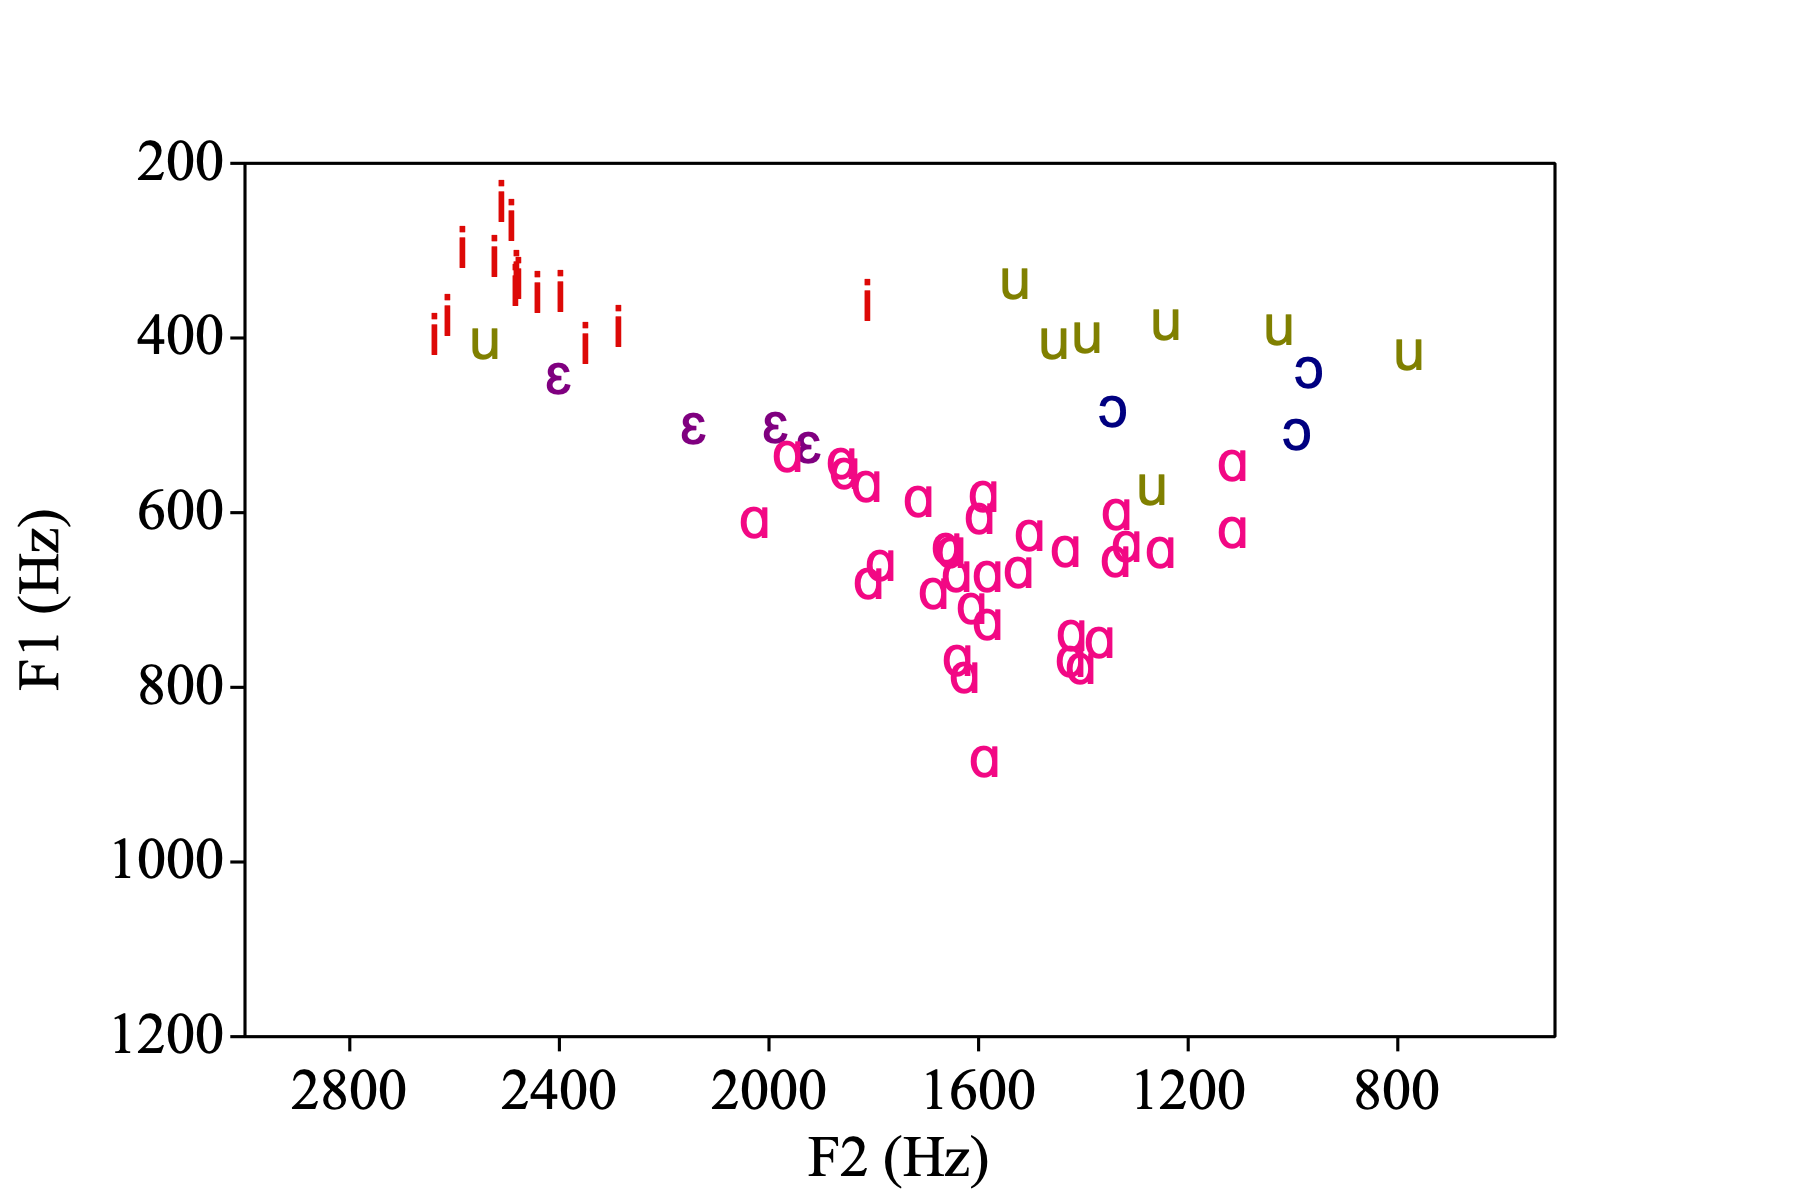 200
i i
i i
i i i i i u
i i u i i u u u u u
ɛ ɔ u
ɛ ɛ ɛ ɔ ɔ
400
600
800
1000
1200
F1 (Hz)
ɑ ɑ ɑ ɑ ɑ ɑ ɑ u ɑ ɑ
ɑ ɑ ɑ ɑ ɑ ɑ ɑ ɑ ɑ
ɑ ɑ ɑ ɑ ɑ ɑ ɑ ɑ
ɑ ɑ ɑ ɑ ɑ ɑ
ɑ
2800 2400 2000 1600 1200 800
F2 (Hz)